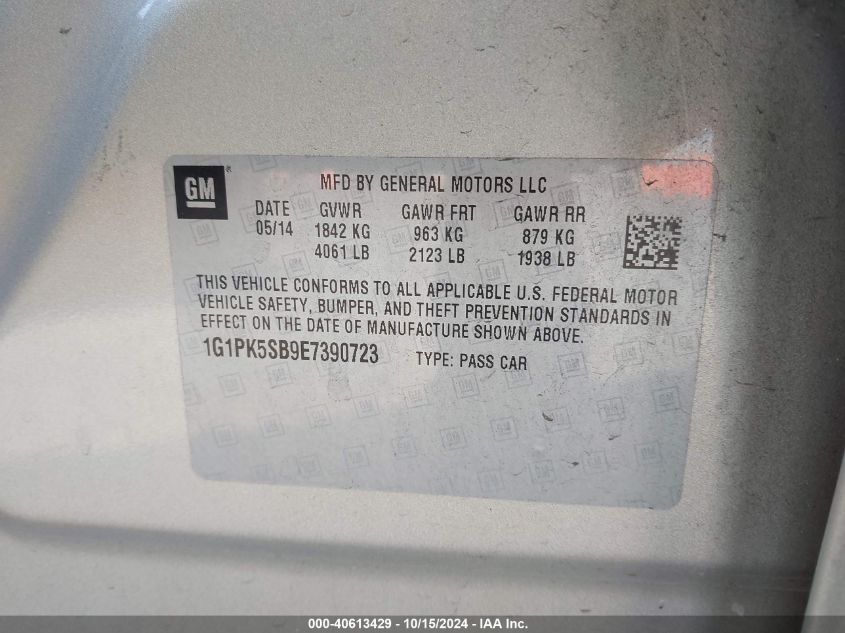 GM ®
MFD BY GENERAL MOTORS LLC
DATE GVWR GAWR FRT GAWR RR
05/14 1842 KG 963 KG 879 KG
4061 LB 2123 LB 1938 LB
THIS VEHICLE CONFORMS TO ALL APPLICABLE U.S. FEDERAL MOTOR
VEHICLE SAFETY, BUMPER, AND THEFT PREVENTION STANDARDS IN
EFFECT ON THE DATE OF MANUFACTURE SHOWN ABOVE.
1G1PK5SB9E7390723 TYPE: PASS CAR
000-40613429 - 10/15/2024 - IAA Inc.